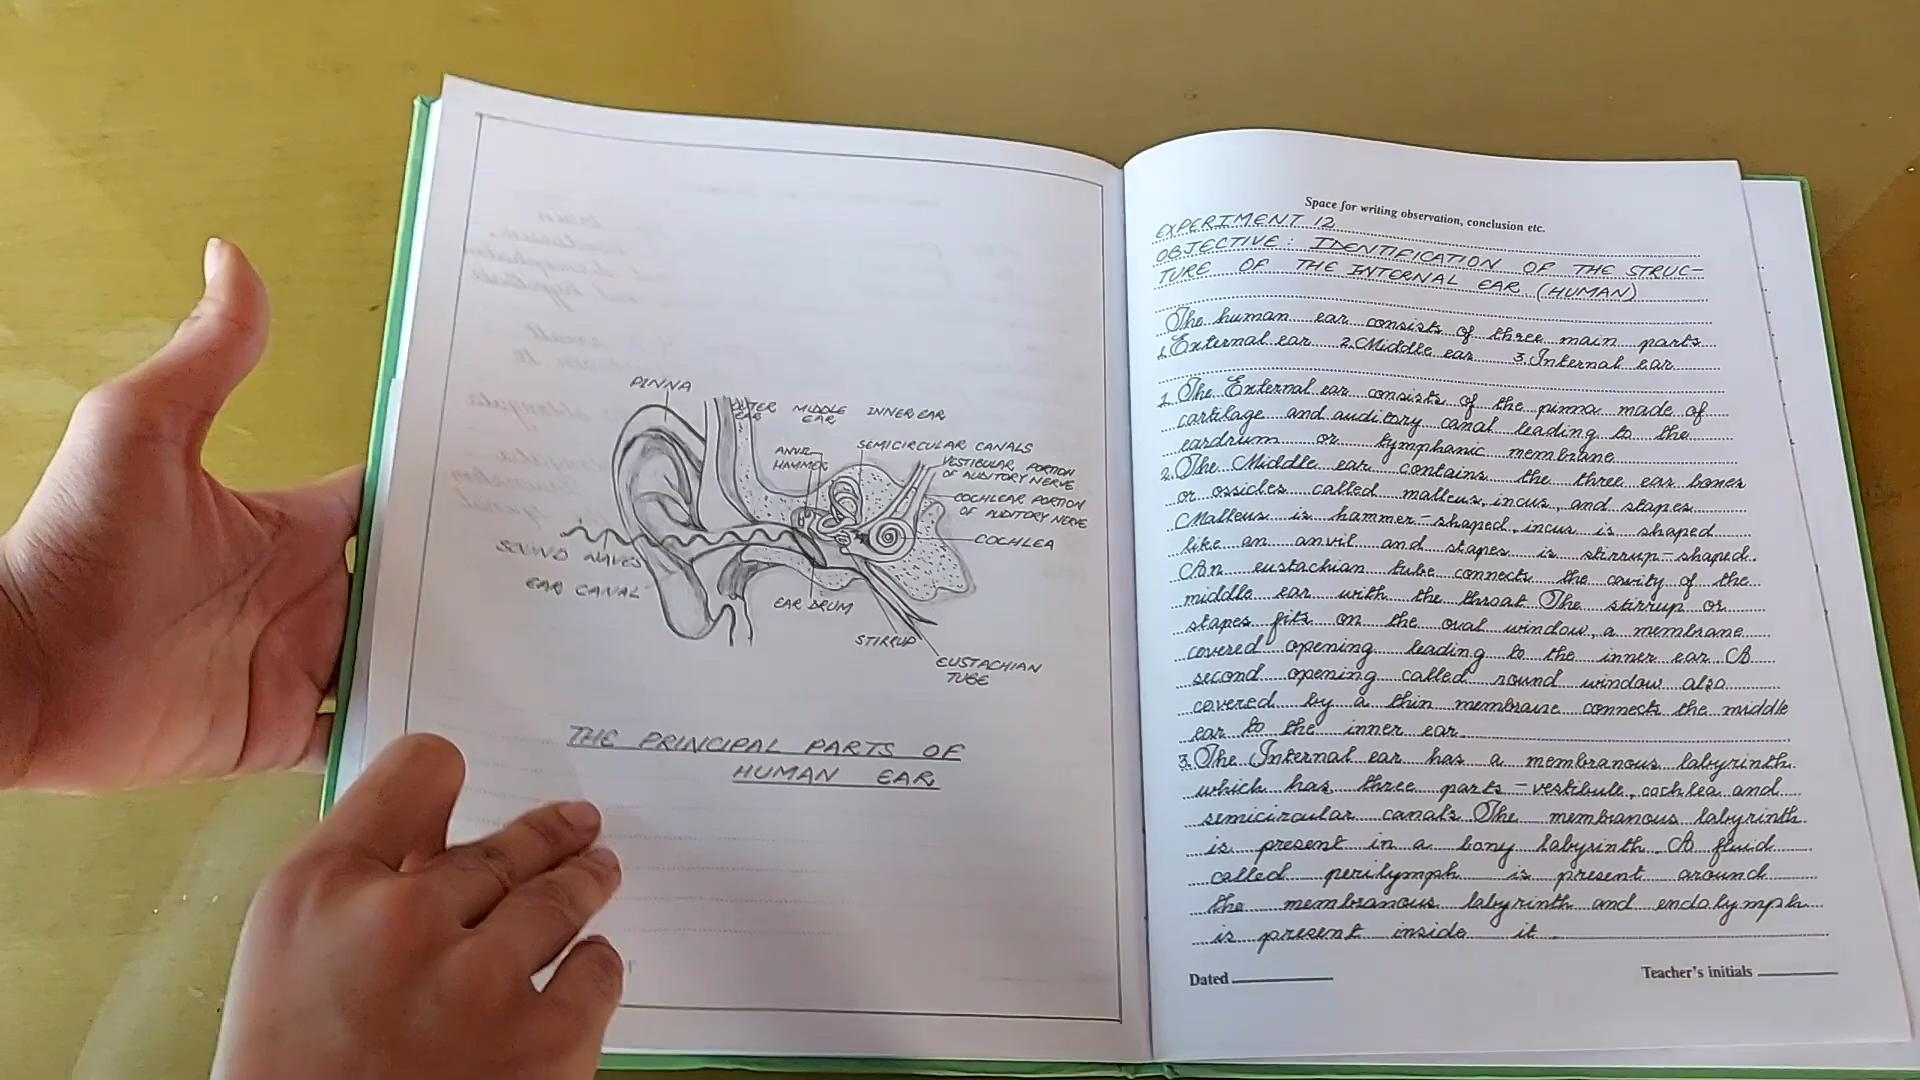 PINNA
OUTER EAR
MIDDLE EAR
INNER EAR
ANVIL
HAMMER
SEMICIRCULAR CANALS
VESTIBULAR PORTION
OF AUDITORY NERVE
COCHLEAR PORTION
OF AUDITORY NERVE
COCHLEA
SOUND WAVES
EAR CANAL
EAR DRUM
STIRRUP
EUSTACHIAN
TUBE
THE PRINCIPAL PARTS OF
HUMAN EAR
Space for writing observation, conclusion etc.
EXPERIMENT 12
OBJECTIVE : IDENTIFICATION OF THE STRUC-
TURE OF THE INTERNAL EAR (HUMAN)
The human ear consists of three main parts
1. External ear 2. Middle ear 3. Internal ear
1. The External ear consists of the pinna made of
cartilage and auditory canal leading to the
eardrum or tymphanic membrane
2. The Middle ear contains the three ear bones
or ossicles called malleus, incus, and stapes
Malleus is hammer-shaped, incus is shaped
like an anvil and stapes is stirrup-shaped.
An eustachian tube connects the cavity of the
middle ear with the throat. The stirrup or
stapes fits on the oval window, a membrane
covered opening leading to the inner ear. A
second opening called round window also
covered by a thin membrane connects the middle
ear to the inner ear.
3. The Internal ear has a membranous labyrinth
which has three parts - vestibule, cochlea and
semicircular canals. The membranous labyrinth
is present in a bony labyrinth. A fluid
called perilymph is present around
the membranous labyrinth and endolymph
is present inside it.
Dated
Teacher's initials